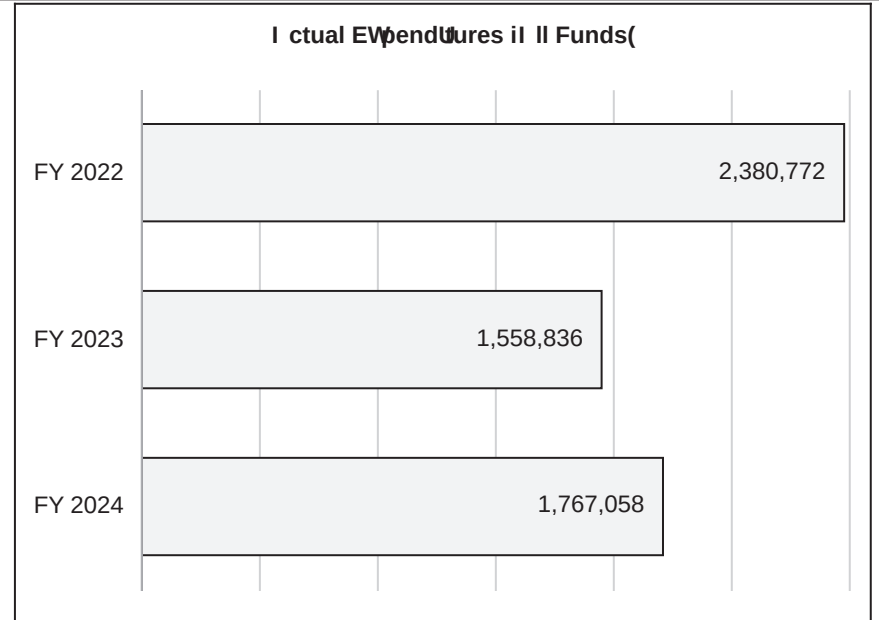 I ctual EWpendUtures iI ll Funds(
FY 2022
2,380,772
FY 2023
1,558,836
FY 2024
1,767,058